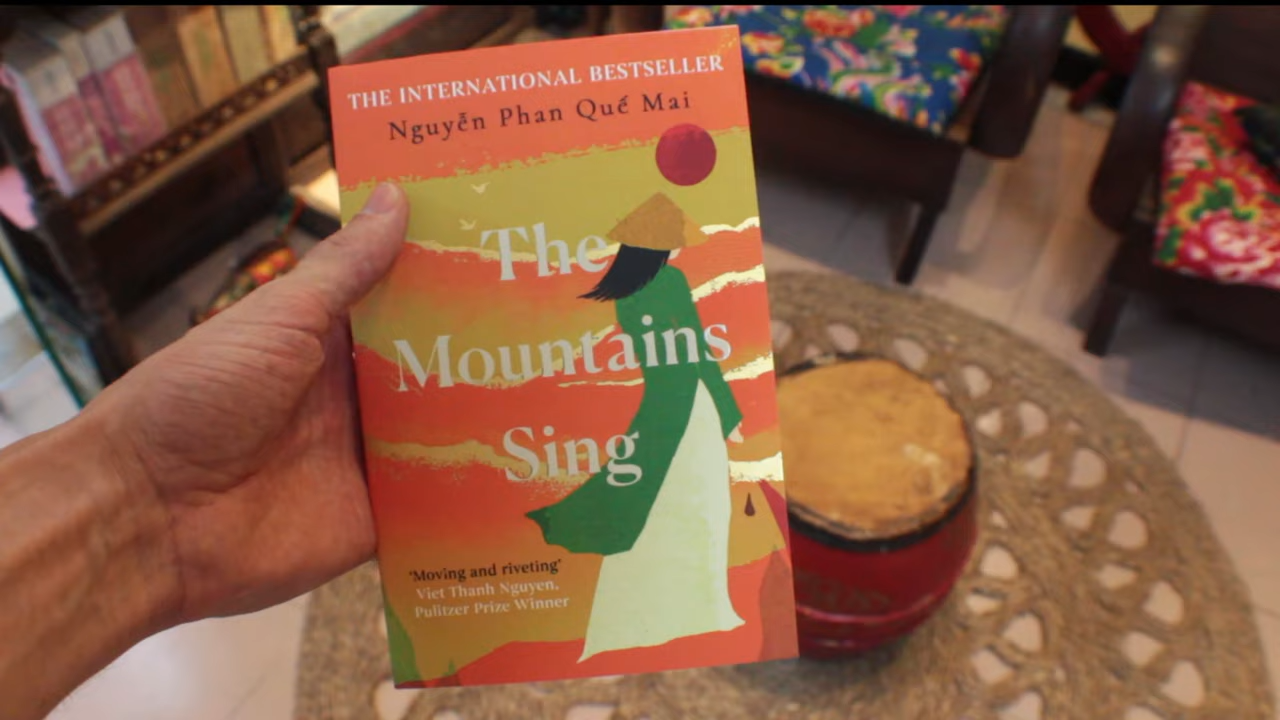 THE INTERNATIONAL BESTSELLER
Nguyễn Phan Quế Mai
The
Mountains
Sing
‘Moving and riveting’
Viet Thanh Nguyen,
Pulitzer Prize Winner